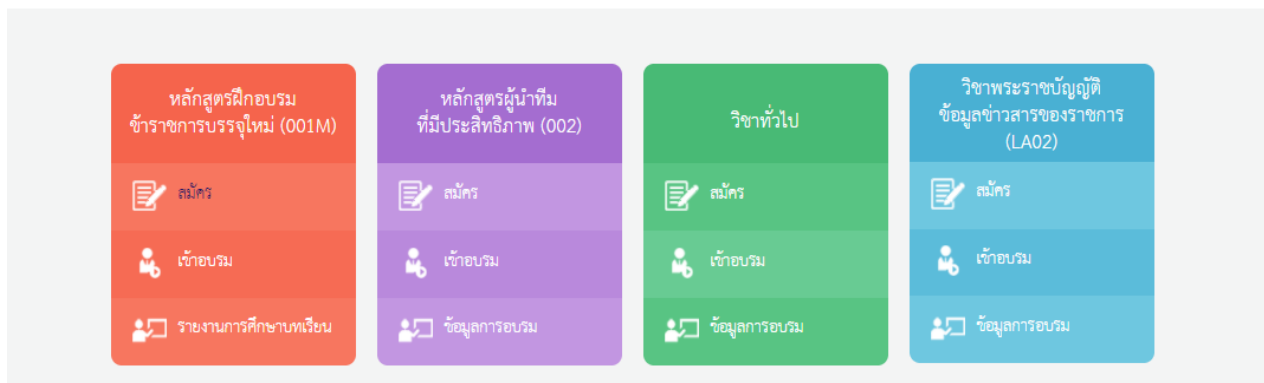 หลักสูตรฝึกอบรม
ข้าราชการบรรจุใหม่ (001M)
สมัคร
เข้าอบรม
รายงานการศึกษาบทเรียน
หลักสูตรผู้นำทีม
ที่มีประสิทธิภาพ (002)
สมัคร
เข้าอบรม
ข้อมูลการอบรม
วิชาทั่วไป
สมัคร
เข้าอบรม
ข้อมูลการอบรม
วิชาพระราชบัญญัติ
ข้อมูลข่าวสารของราชการ
(LA02)
สมัคร
เข้าอบรม
ข้อมูลการอบรม